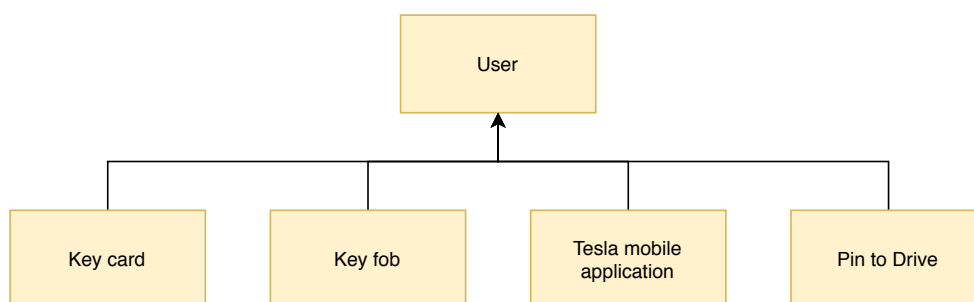 User
Key card
Key fob
Tesla mobile
application
Pin to Drive